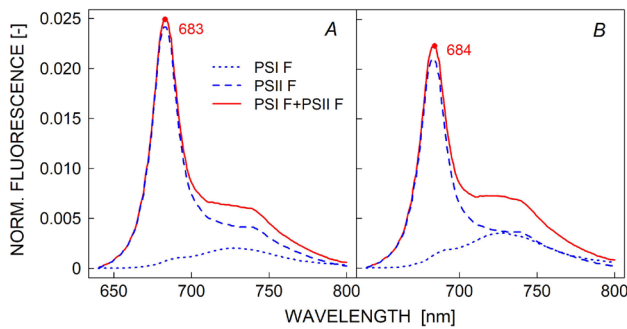 A
B
683
684
PSI F
PSII F
PSI F+PSII F
NORM. FLUORESCENCE [-]
0.025
0.020
0.015
0.010
0.005
0
650 700 750 800 700 750 800
WAVELENGTH [nm]